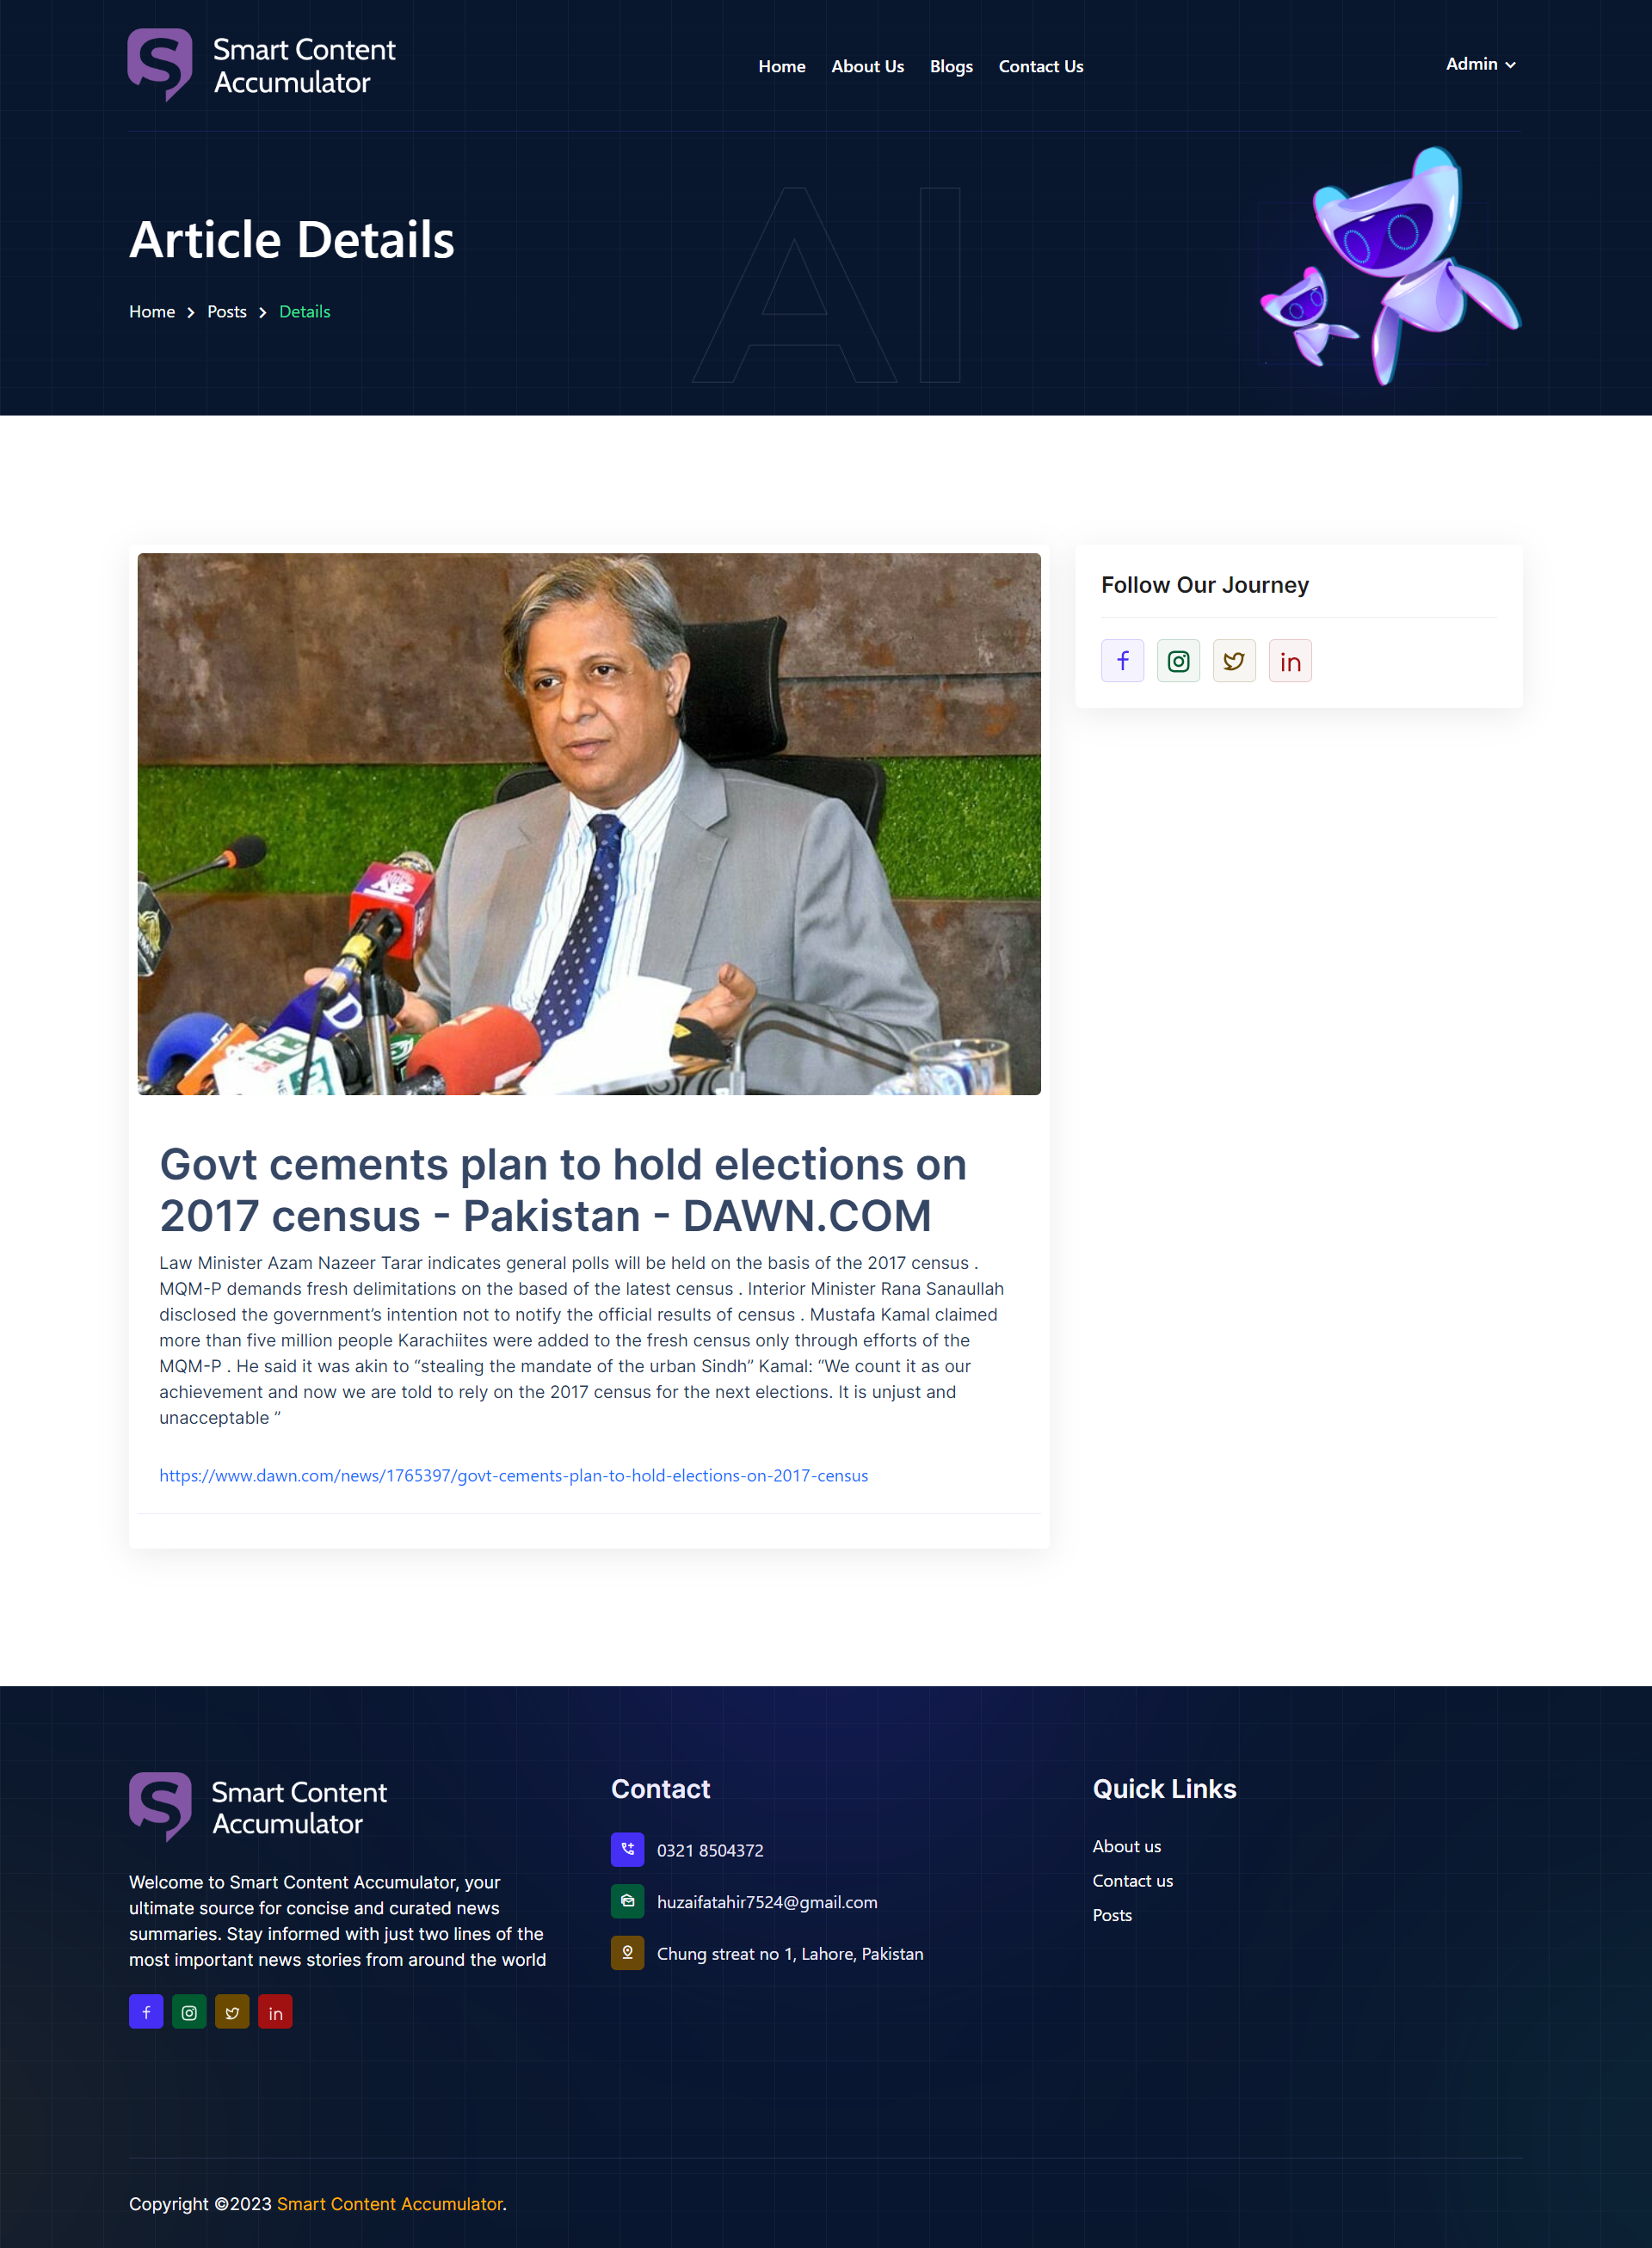 Smart Content
Accumulator
Home About Us Blogs Contact Us
Admin
AI
Article Details
Home Posts Details
Follow Our Journey
Govt cements plan to hold elections on
2017 census - Pakistan - DAWN.COM
Law Minister Azam Nazeer Tarar indicates general polls will be held on the basis of the 2017 census .
MQM-P demands fresh delimitations on the based of the latest census . Interior Minister Rana Sanaullah
disclosed the government’s intention not to notify the official results of census . Mustafa Kamal claimed
more than five million people Karachiites were added to the fresh census only through efforts of the
MQM-P . He said it was akin to “stealing the mandate of the urban Sindh” Kamal: “We count it as our
achievement and now we are told to rely on the 2017 census for the next elections. It is unjust and
unacceptable ”
https://www.dawn.com/news/1765397/govt-cements-plan-to-hold-elections-on-2017-census
Smart Content
Accumulator
Welcome to Smart Content Accumulator, your
ultimate source for concise and curated news
summaries. Stay informed with just two lines of the
most important news stories from around the world
Contact
0321 8504372
huzaifatahir7524@gmail.com
Chung streat no 1, Lahore, Pakistan
Quick Links
About us
Contact us
Posts
Copyright ©2023 Smart Content Accumulator.